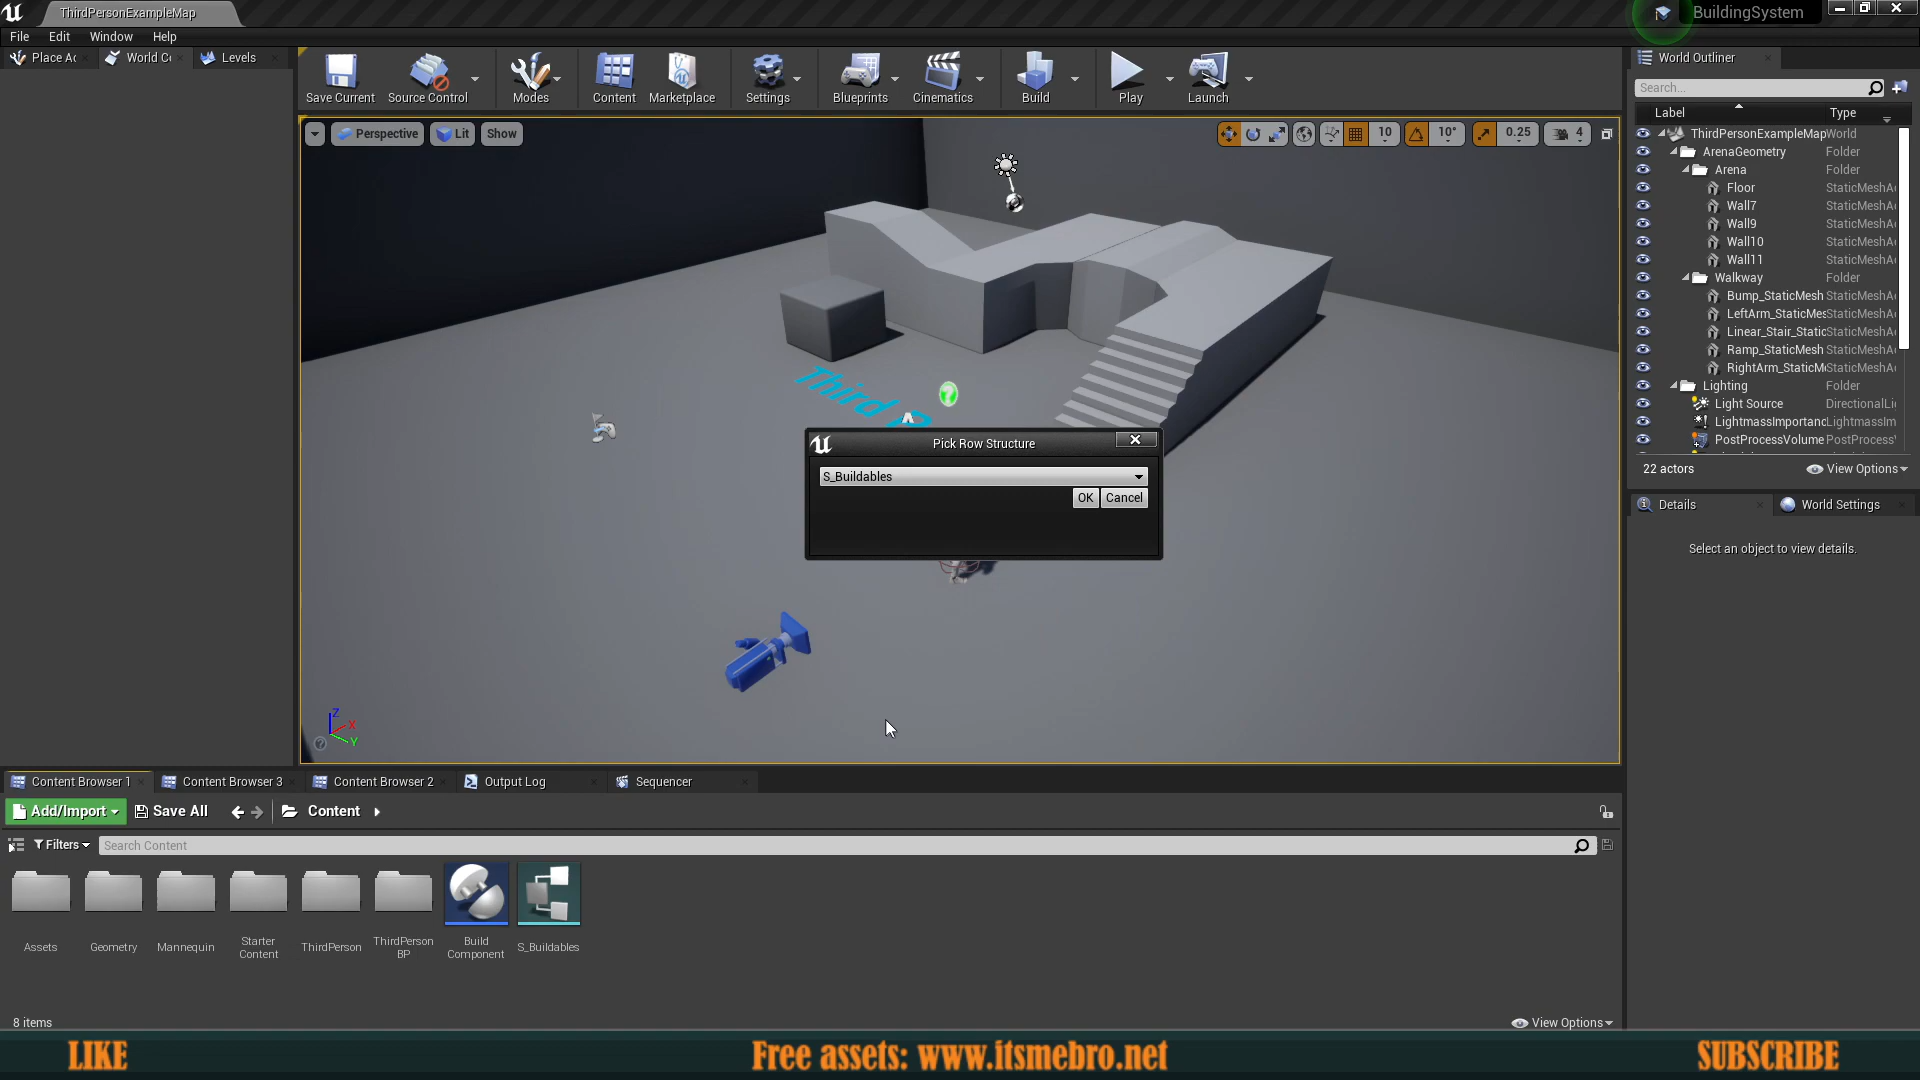 ThirdPersonExampleMap
BuildingSystem
File Edit Window Help
Place Ac World Co Levels
Save Current Source Control Modes Content Marketplace Settings Blueprints Cinematics Build Play Launch
Perspective Lit Show
10 10° 0.25 4
Third P
Pick Row Structure
S_Buildables
OK Cancel
Z
X
Y
World Outliner
Search...
Label Type
ThirdPersonExampleMap World
ArenaGeometry Folder
Arena Folder
Floor StaticMeshA
Wall7 StaticMeshA
Wall9 StaticMeshA
Wall10 StaticMeshA
Wall11 StaticMeshA
Walkway Folder
Bump_StaticMesh StaticMeshA
LeftArm_StaticMes StaticMeshA
Linear_Stair_Static StaticMeshA
Ramp_StaticMesh StaticMeshA
RightArm_StaticM StaticMeshA
Lighting Folder
Light Source DirectionalLi
LightmassImportanc LightmassIm
PostProcessVolume PostProcessV
22 actors View Options
Details World Settings
Select an object to view details.
Content Browser 1 Content Browser 3 Content Browser 2 Output Log Sequencer
Add/Import Save All Content
Filters Search Content
Assets Geometry Mannequin Starter Content ThirdPerson ThirdPerson BP Build Component S_Buildables
8 items View Options
LIKE Free assets: www.itsmebro.net SUBSCRIBE